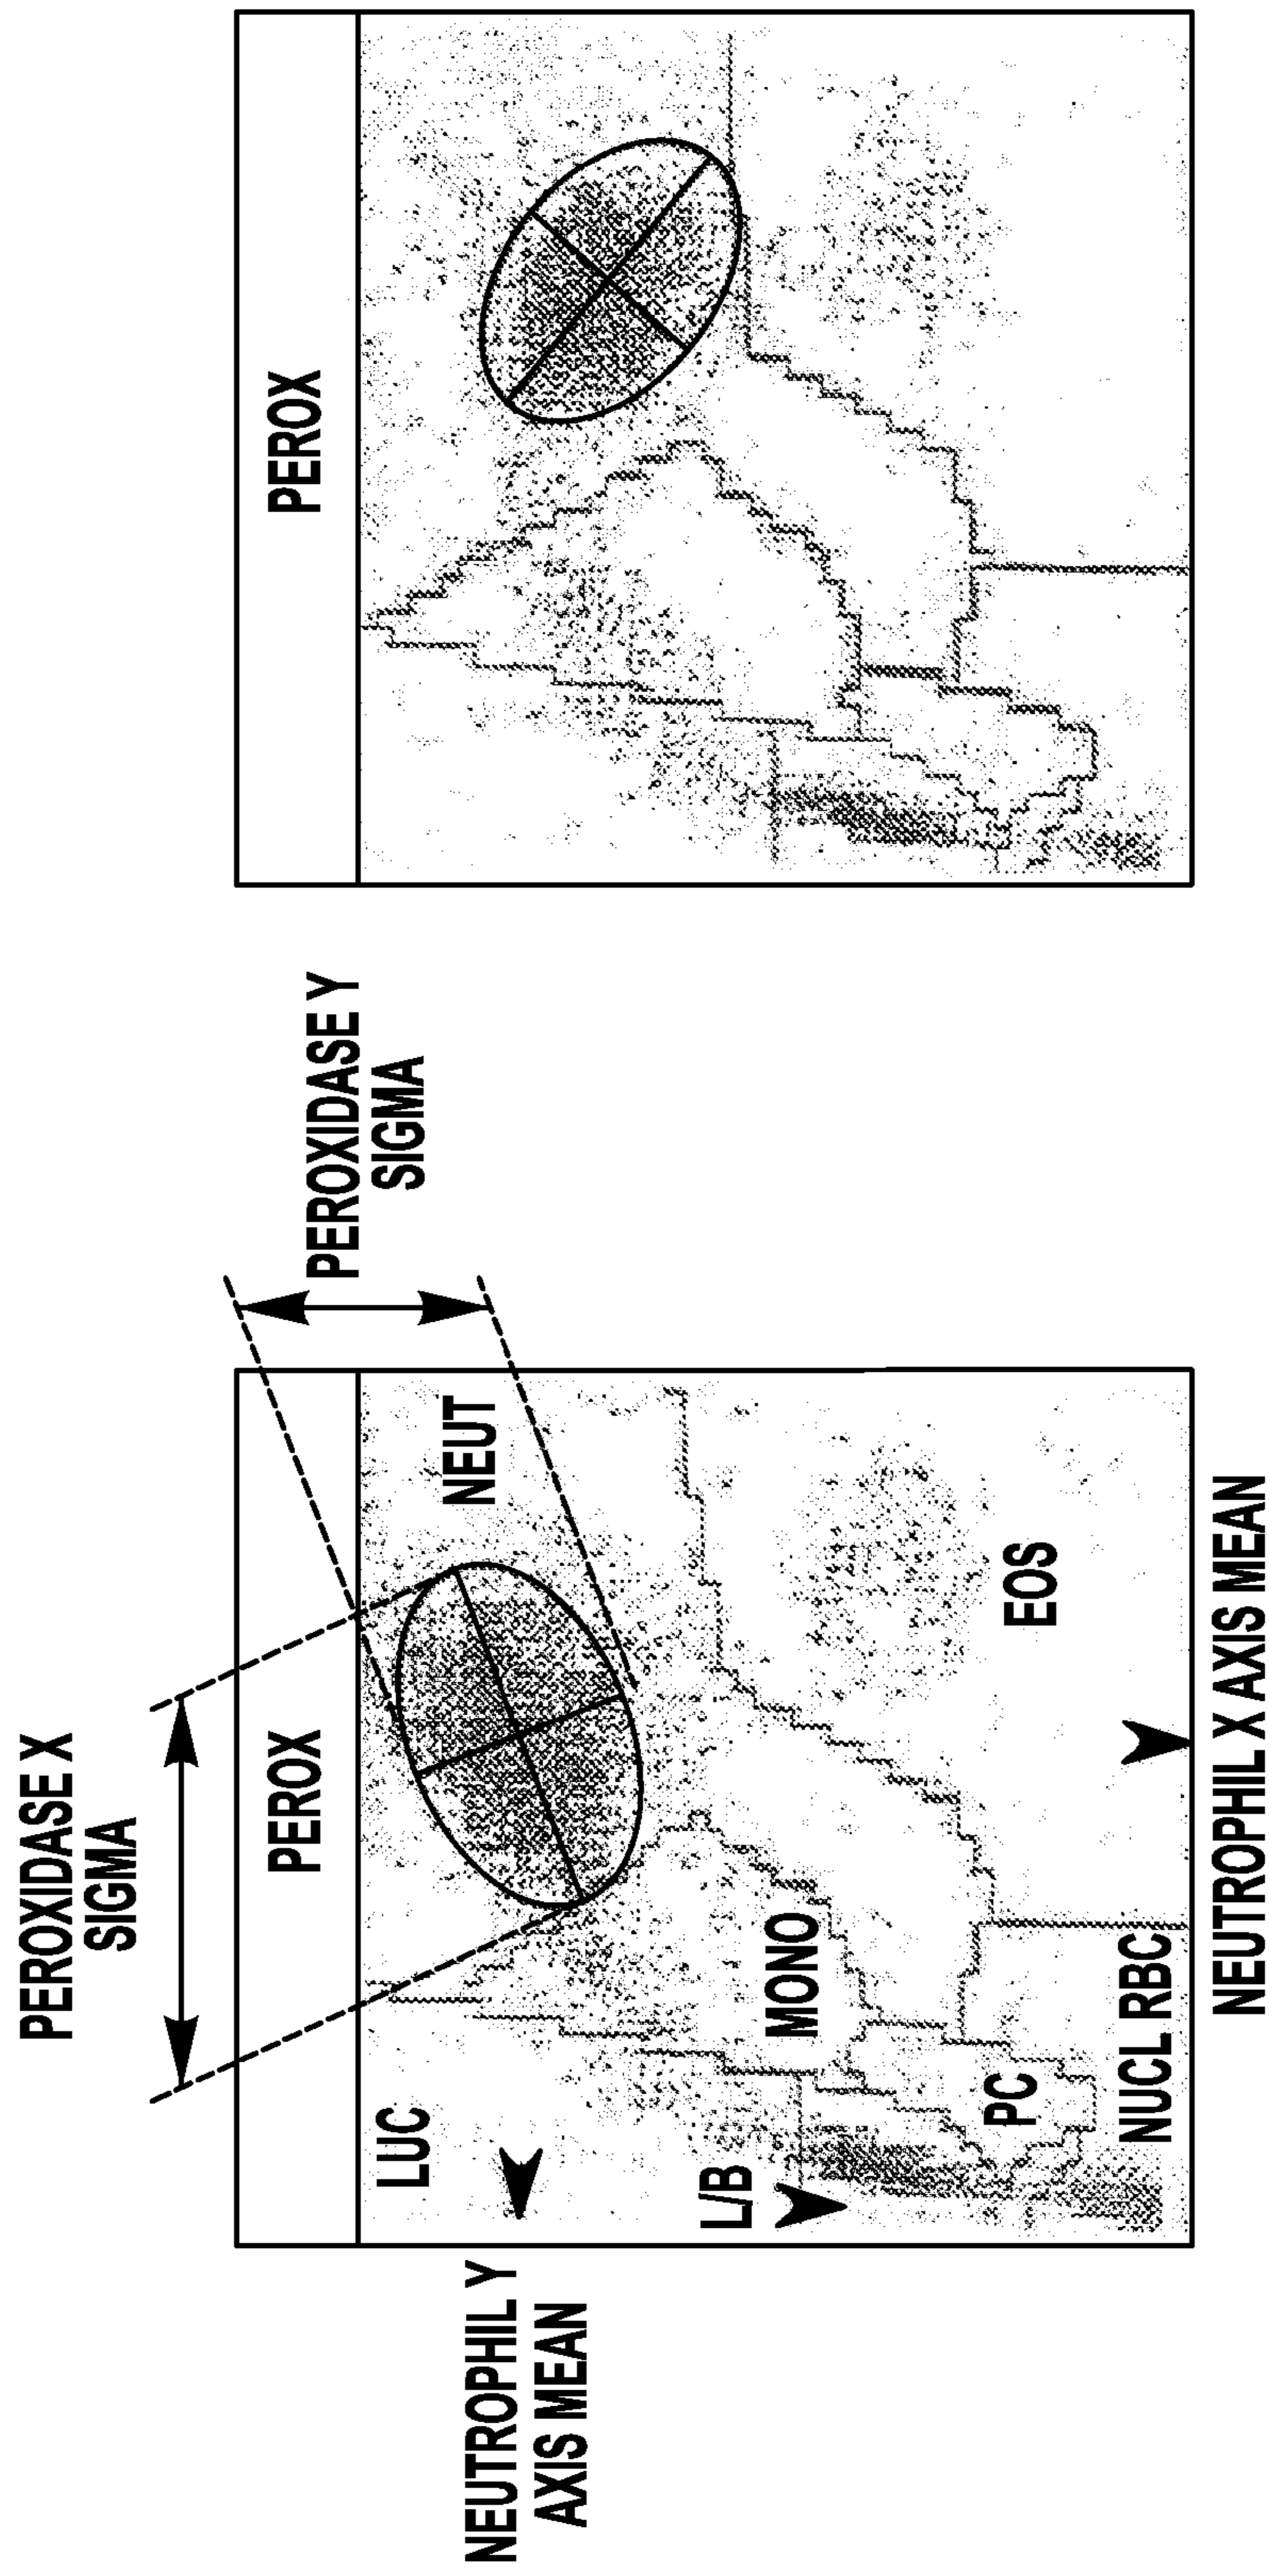 PEROXIDASE X
SIGMA
PEROXIDASE Y
SIGMA
PEROX
LUC
NEUT
NEUTROPHIL Y
AXIS MEAN
L/B
MONO
EOS
PC
NUCL RBC
NEUTROPHIL X AXIS MEAN
PEROX